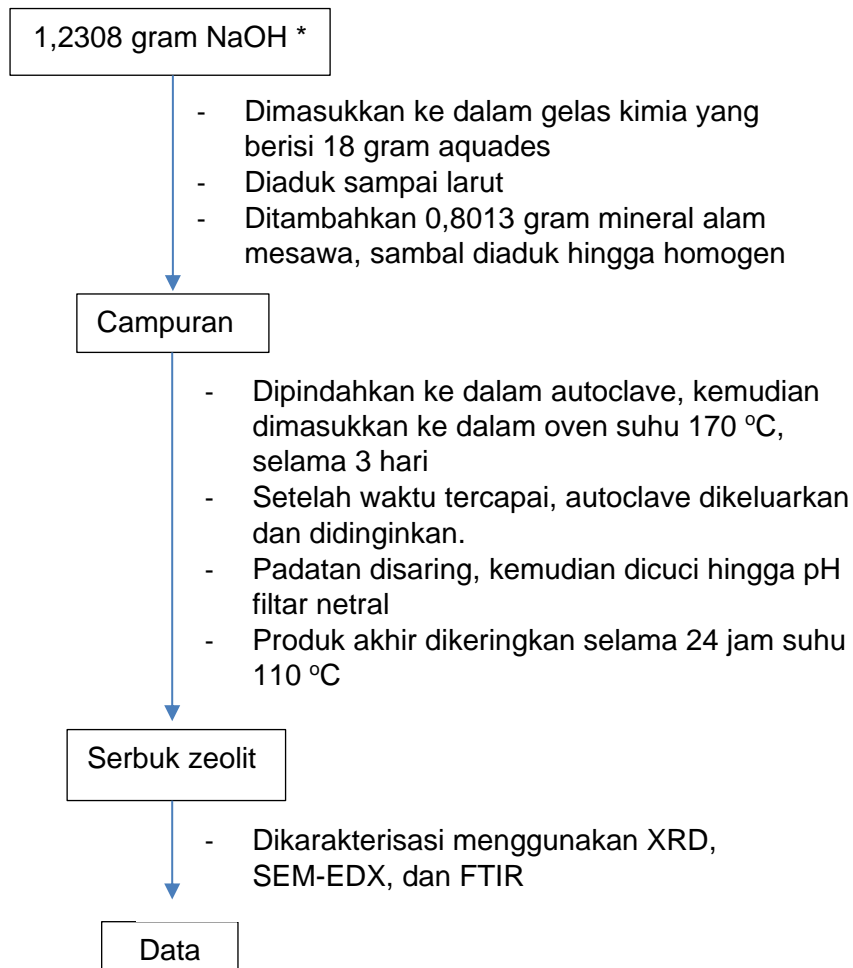 1,2308 gram NaOH *
- Dimasukkan ke dalam gelas kimia yang
berisi 18 gram aquades
- Diaduk sampai larut
- Ditambahkan 0,8013 gram mineral alam
mesawa, sambal diaduk hingga homogen
Campuran
- Dipindahkan ke dalam autoclave, kemudian
dimasukkan ke dalam oven suhu 170 ºC,
selama 3 hari
- Setelah waktu tercapai, autoclave dikeluarkan
dan didinginkan.
- Padatan disaring, kemudian dicuci hingga pH
filtar netral
- Produk akhir dikeringkan selama 24 jam suhu
110 ºC
Serbuk zeolit
- Dikarakterisasi menggunakan XRD,
SEM-EDX, dan FTIR
Data